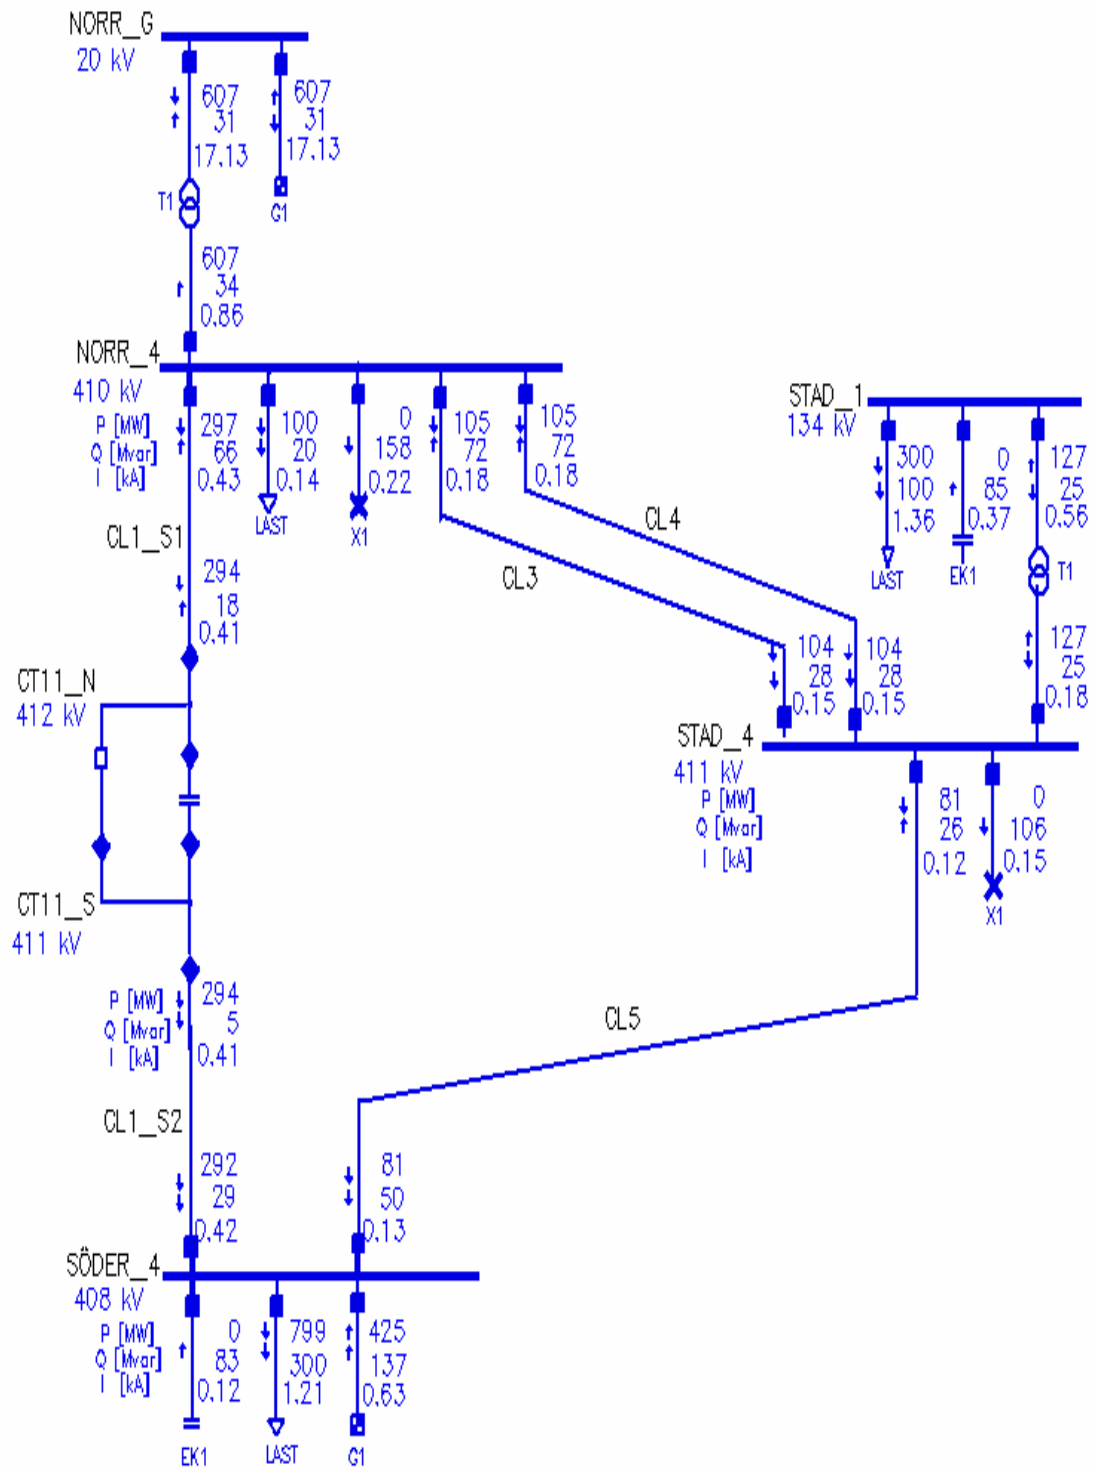 NORR_G
20 kV
607
31
17.13
607
31
17.13
T1
G1
607
34
0.86
NORR_4
410 kV
P [MW]
Q [Mvar]
I [kA]
297
66
0.43
100
20
0.14
LAST
0
158
0.22
X1
105
72
0.18
105
72
0.18
STAD_1
134 kV
300
100
1.36
LAST
0
85
0.37
EK1
127
25
0.56
T1
127
25
0.18
CL1_S1
CL4
CL3
294
18
0.41
104
28
0.15
104
28
0.15
CT11_N
412 kV
STAD_4
411 kV
P [MW]
Q [Mvar]
I [kA]
81
26
0.12
0
106
0.15
X1
CT11_S
411 kV
P [MW]
Q [Mvar]
I [kA]
294
5
0.41
CL5
CL1_S2
292
29
0.42
81
50
0.13
SÖDER_4
408 kV
P [MW]
Q [Mvar]
I [kA]
0
83
0.12
EK1
799
300
1.21
LAST
425
137
0.63
G1